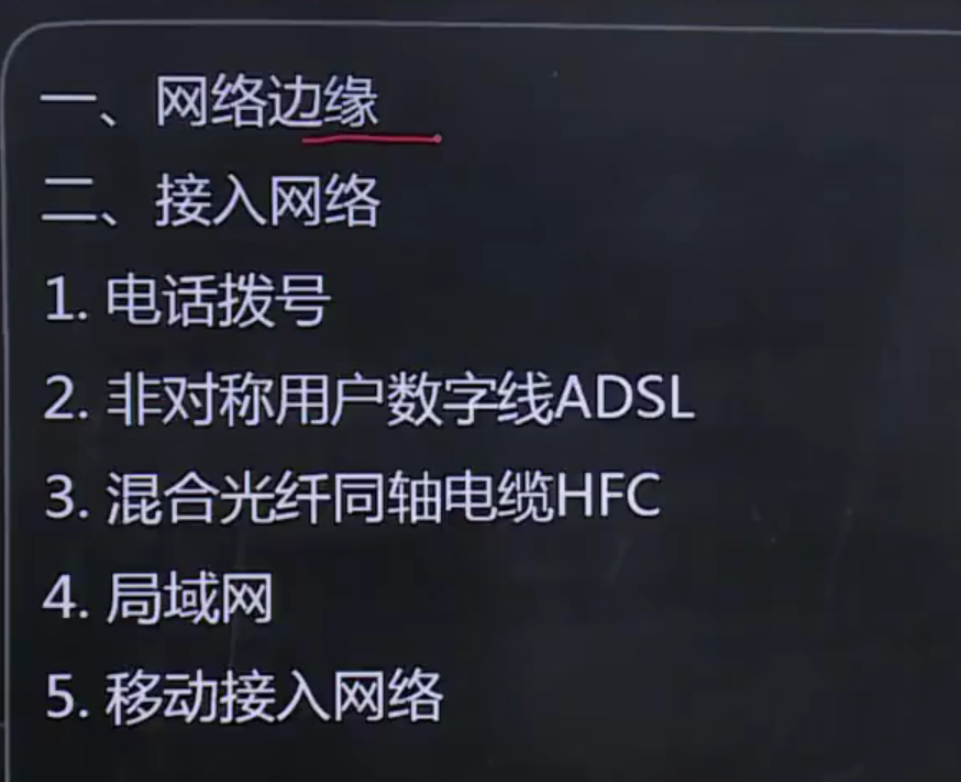 一、网络边缘
二、接入网络
1. 电话拨号
2. 非对称用户数字线ADSL
3. 混合光纤同轴电缆HFC
4. 局域网
5. 移动接入网络